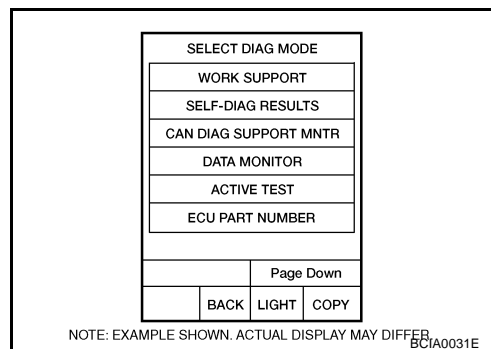 SELECT DIAG MODE
WORK SUPPORT
SELF-DIAG RESULTS
CAN DIAG SUPPORT MNTR
DATA MONITOR
ACTIVE TEST
ECU PART NUMBER
Page Down
BACK LIGHT COPY
NOTE: EXAMPLE SHOWN. ACTUAL DISPLAY MAY DIFFER.
BCIA0031E